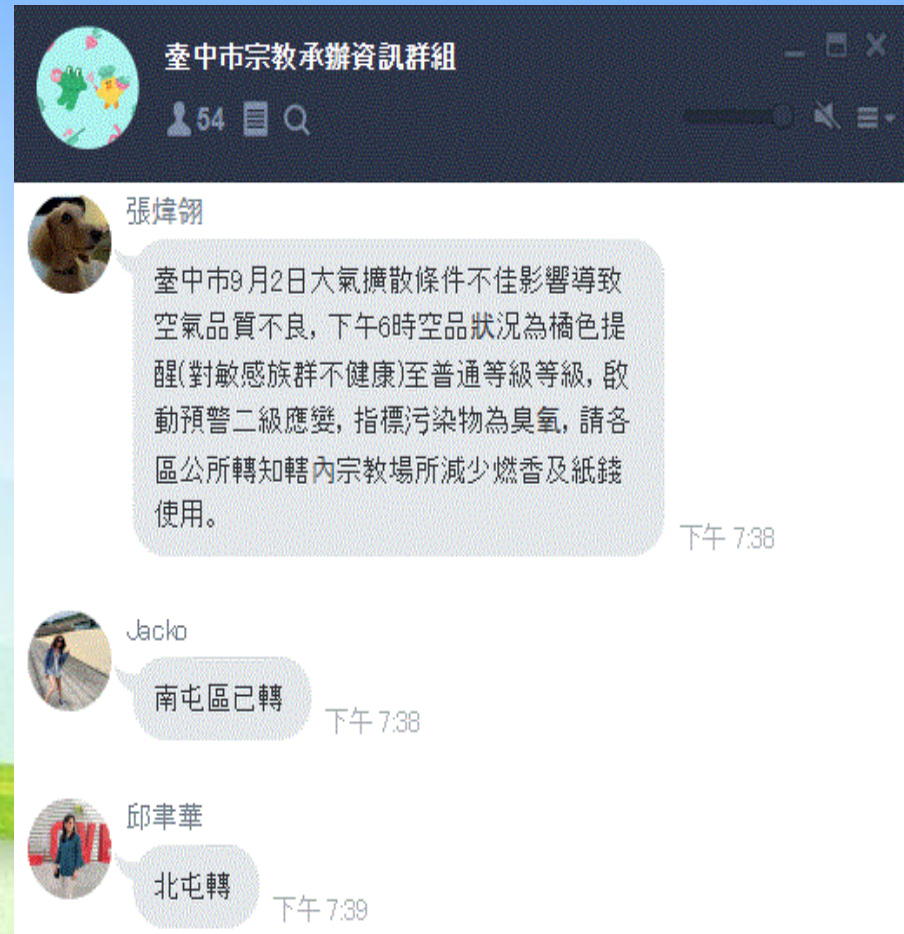 臺中市宗教承辦資訊群組
54
張煒翎
臺中市9月2日大氣擴散條件不佳影響導致
空氣品質不良, 下午6時空品狀況為橘色提
醒(對敏感族群不健康)至普通等級等級, 啟
動預警二級應變, 指標污染物為臭氧, 請各
區公所轉知轄內宗教場所減少燃香及紙錢
使用。
下午 7:38
Jacko
南屯區已轉
下午 7:38
邱聿華
北屯轉
下午 7:39